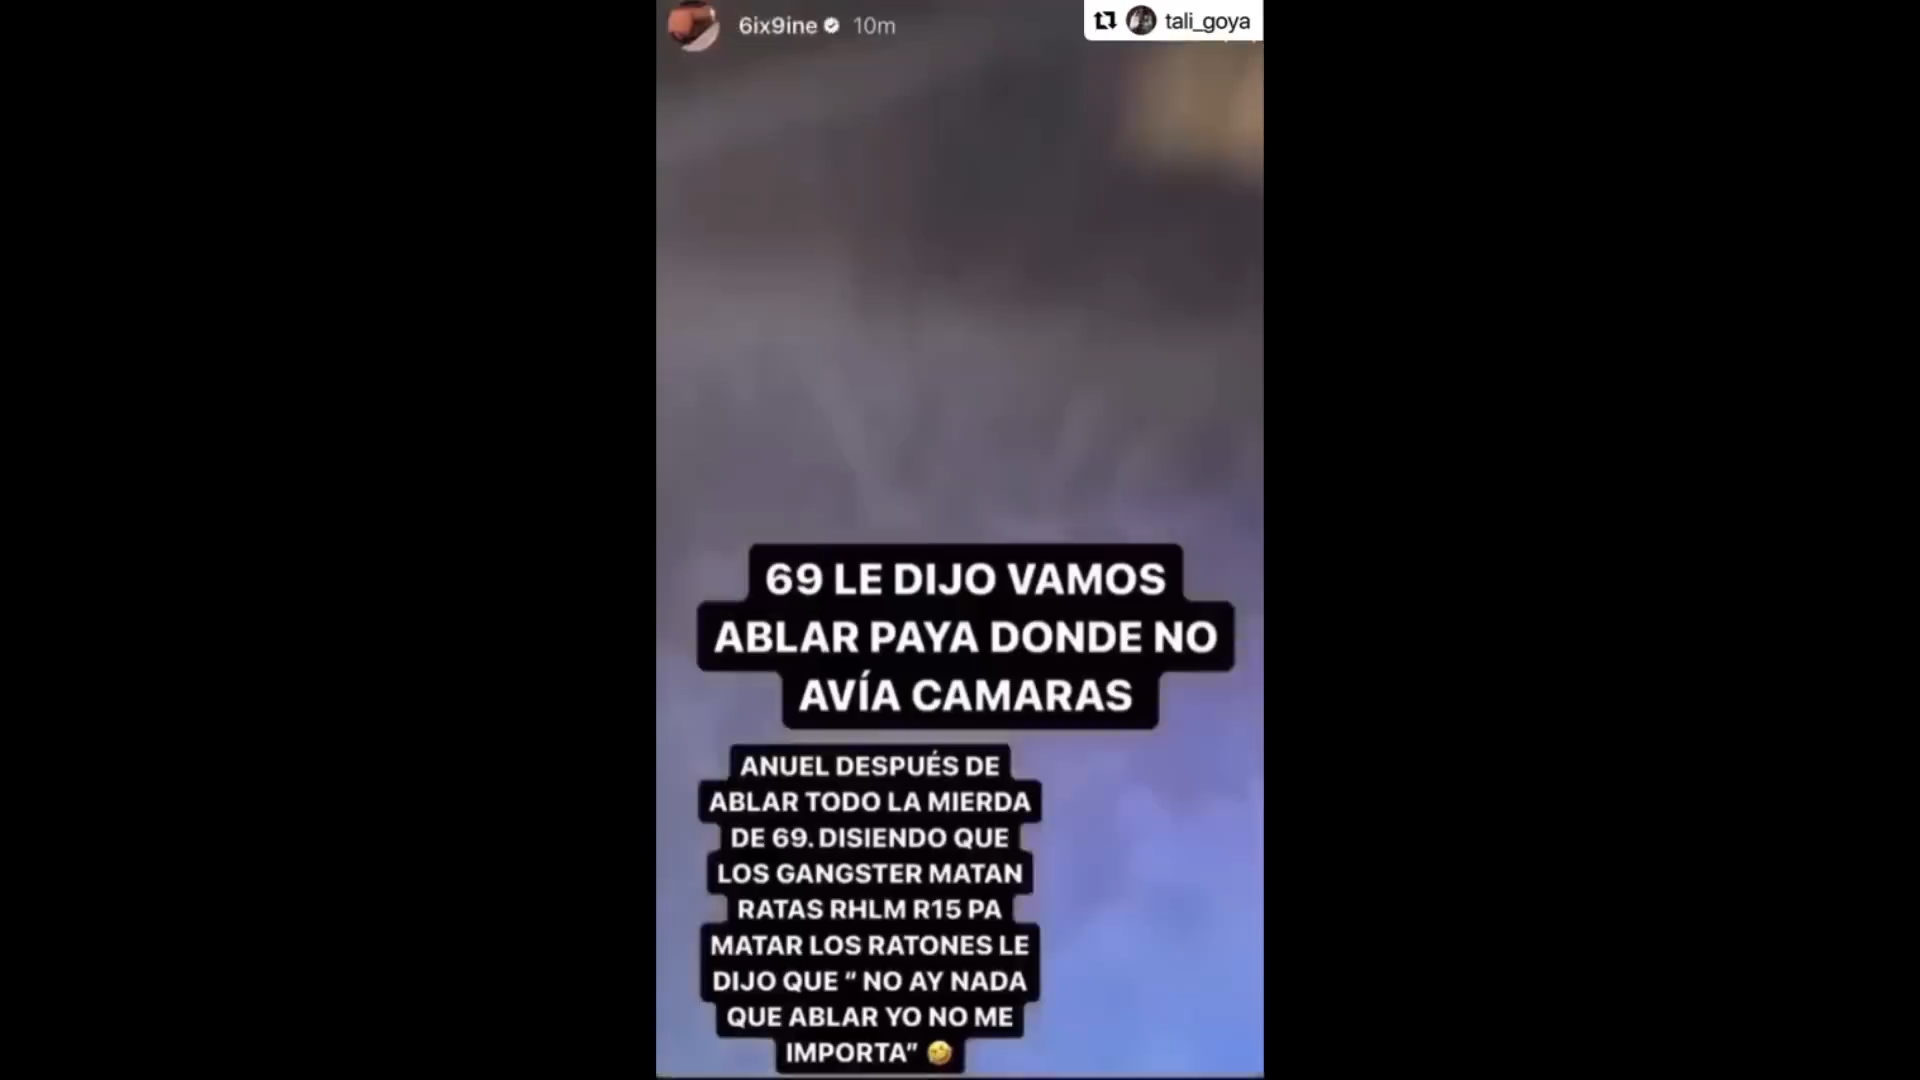 6ix9ine 10m
tali_goya
69 LE DIJO VAMOS
ABLAR PAYA DONDE NO
AVÍA CAMARAS
ANUEL DESPUÉS DE
ABLAR TODO LA MIERDA
DE 69. DISIENDO QUE
LOS GANGSTER MATAN
RATAS RHLM R15 PA
MATAR LOS RATONES LE
DIJO QUE “ NO AY NADA
QUE ABLAR YO NO ME
IMPORTA” 🤣